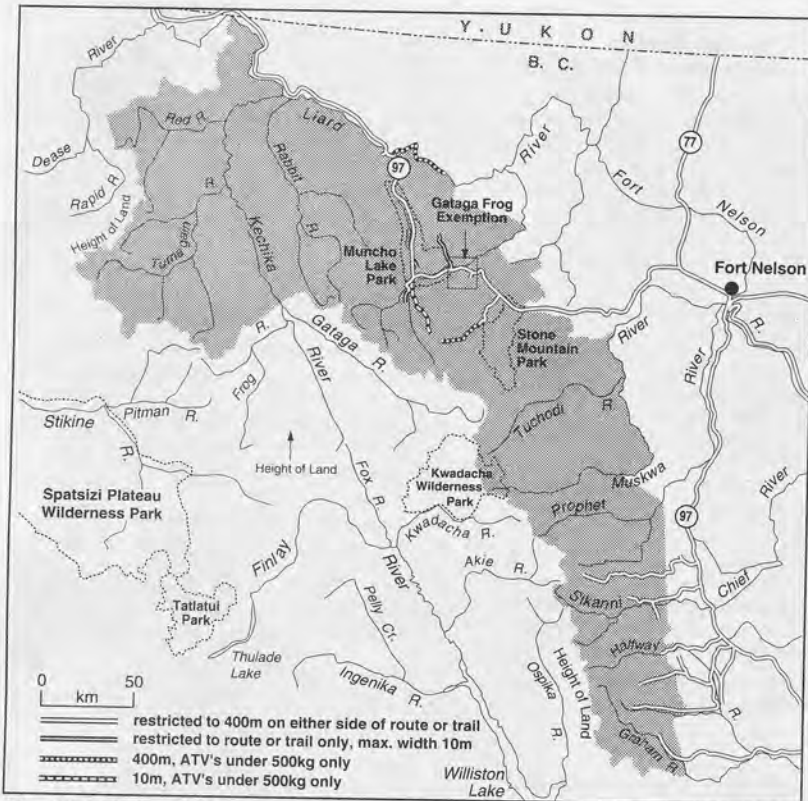 YUKON
B. C.
River
Red R.
Liard
Rabbit
R.
97
77
River
Fort
Nelson
Dease
Rapid R.
Height of Land
R.
Turnagain
Kechika
Gataga Frog
Exemption
Muncho
Lake
Park
Fort Nelson
R.
Stone
Mountain
Park
River
River
R.
Gataga R.
River
Frog
Pitman R.
Stikine
R.
Tuchodi R.
Height of Land
Fox R.
Kwadacha
Wilderness
Park
Muskwa
River
Prophet
97
Spatsizi Plateau
Wilderness Park
Kwadacha R.
Finlay
River
Akie R.
Sikanni
Chief
Tatlatui
Park
Pelly Cr.
Halfway
Thulade
Lake
Ingenika R.
Ospika
R.
Height of Land
R.
Graham R.
Williston
Lake
0 50
km
restricted to 400m on either side of route or trail
restricted to route or trail only, max. width 10m
400m, ATV's under 500kg only
10m, ATV's under 500kg only